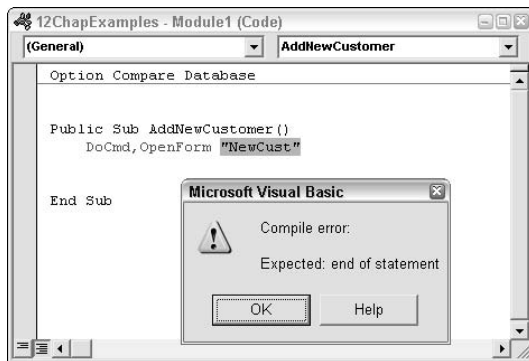 12ChapExamples - Module1 (Code)
(General)
AddNewCustomer
Option Compare Database
Public Sub AddNewCustomer()
DoCmd,OpenForm "NewCust"
End Sub
Microsoft Visual Basic
Compile error:
Expected: end of statement
OK
Help